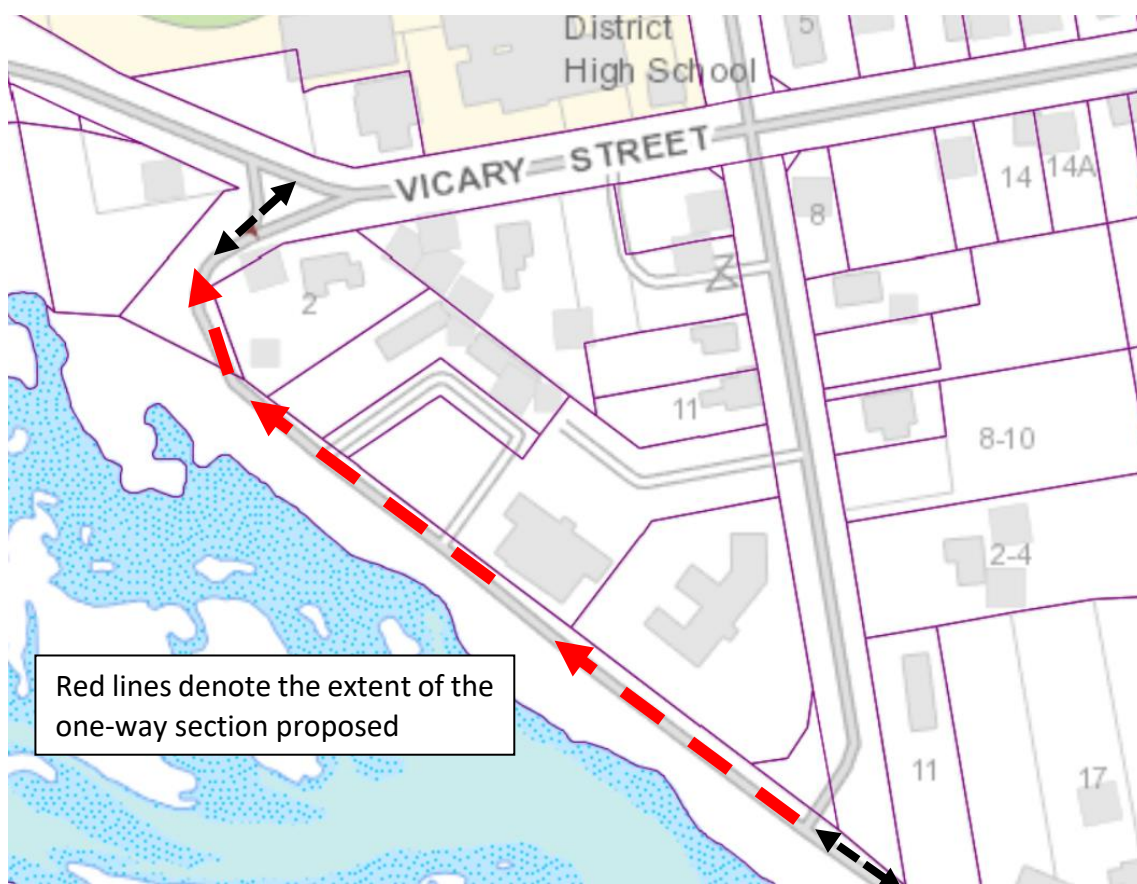 District
High School
5
VICARY STREET
14
14A
8
2
11
8-10
2-4
Red lines denote the extent of the
one-way section proposed
11
17